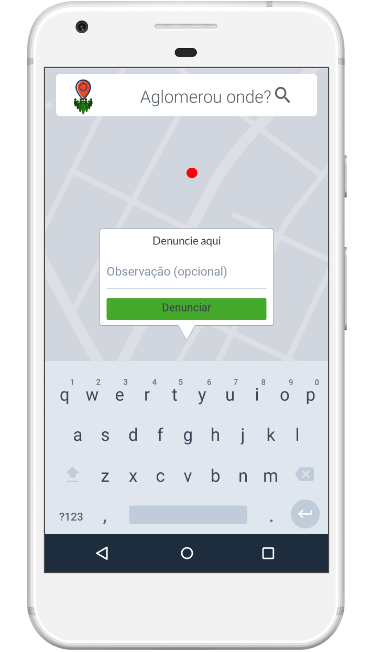 Aglomerou onde?
Denuncie aqui
Observação (opcional)
Denunciar
1 2 3 4 5 6 7 8 9 0
q w e r t y u i o p
a s d f g h j k l
z x c v b n m
?123 , .